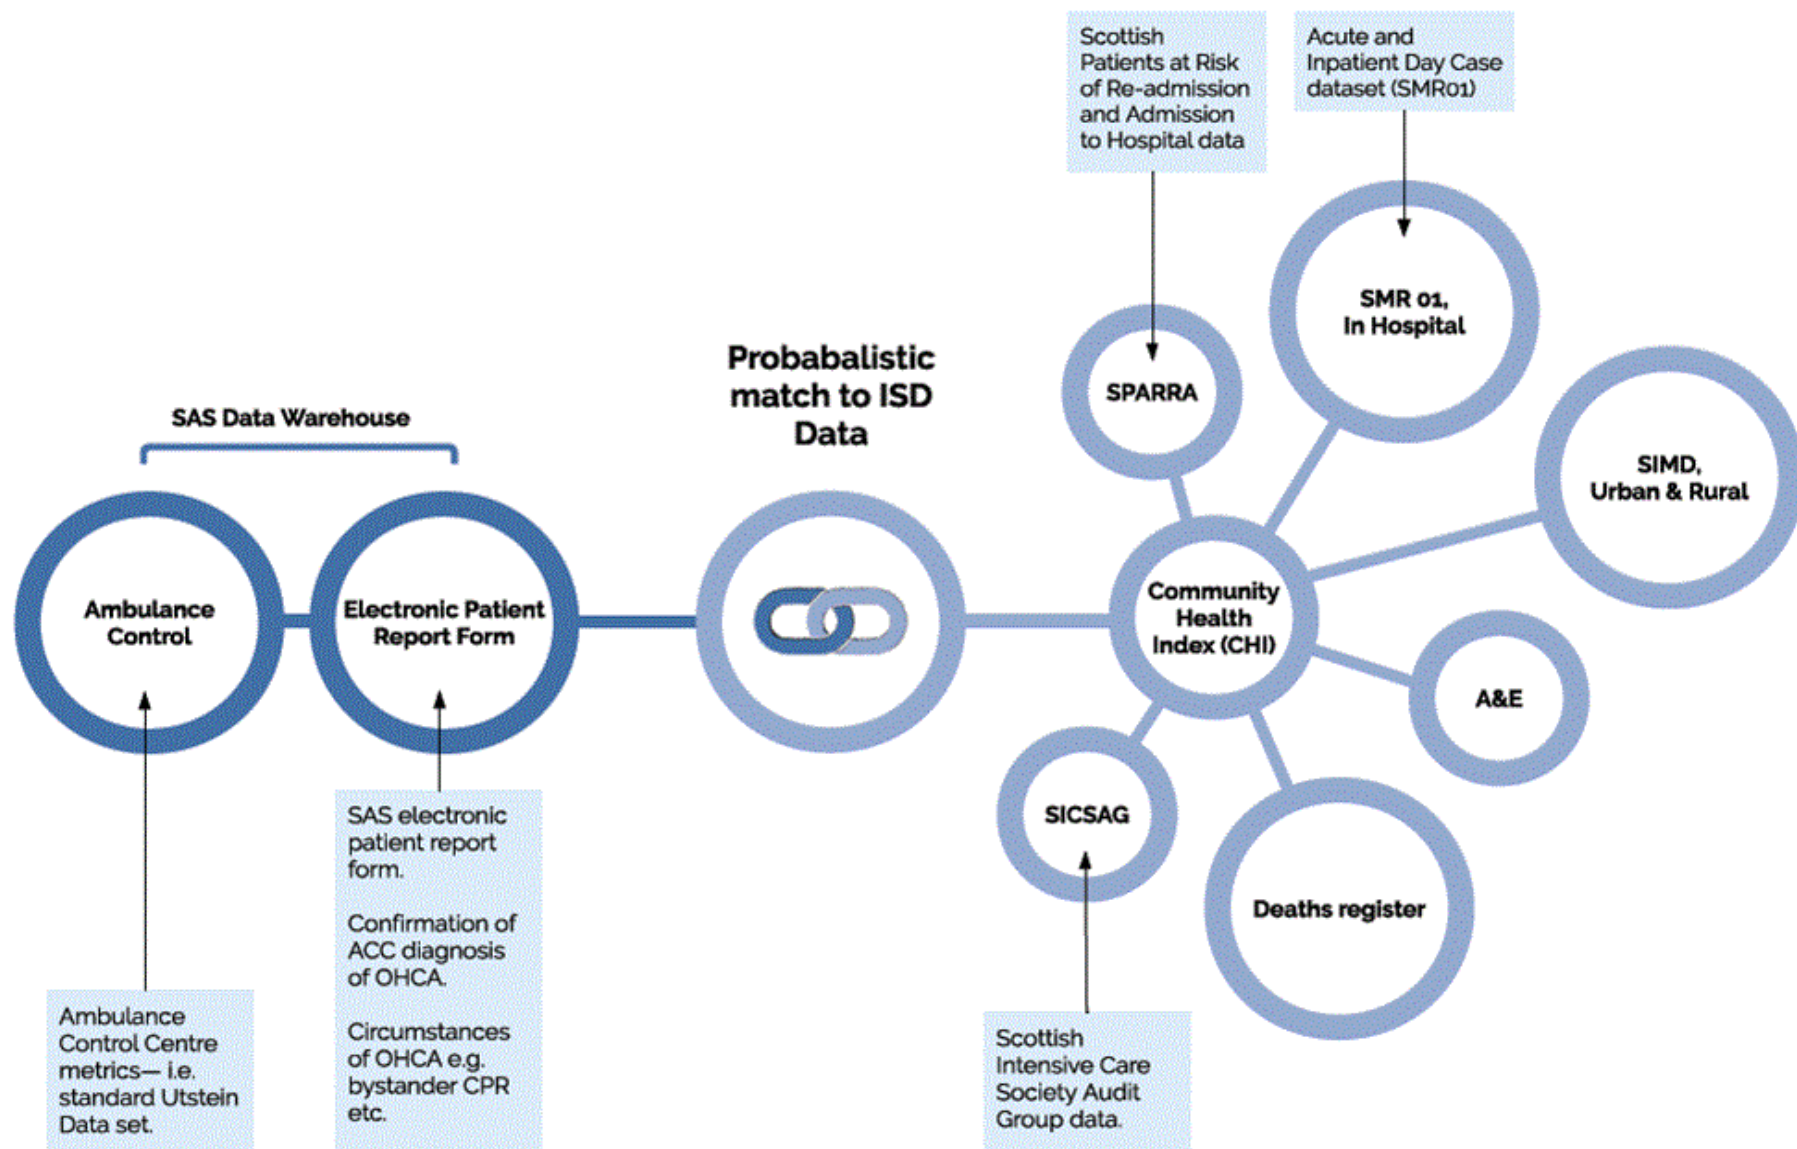 Scottish
Patients at Risk
of Re-admission
and Admission
to Hospital data
Acute and
Inpatient Day Case
dataset (SMR01)
SMR 01,
In Hospital
Probabalistic
match to ISD
Data
SPARRA
SAS Data Warehouse
SIMD,
Urban & Rural
Ambulance
Control
Electronic Patient
Report Form
Community
Health
Index (CHI)
A&E
SICSAG
Deaths register
SAS electronic
patient report
form.
Confirmation of
ACC diagnosis
of OHCA.
Circumstances
of OHCA e.g.
bystander CPR
etc.
Ambulance
Control Centre
metrics— i.e.
standard Utstein
Data set.
Scottish
Intensive Care
Society Audit
Group data.